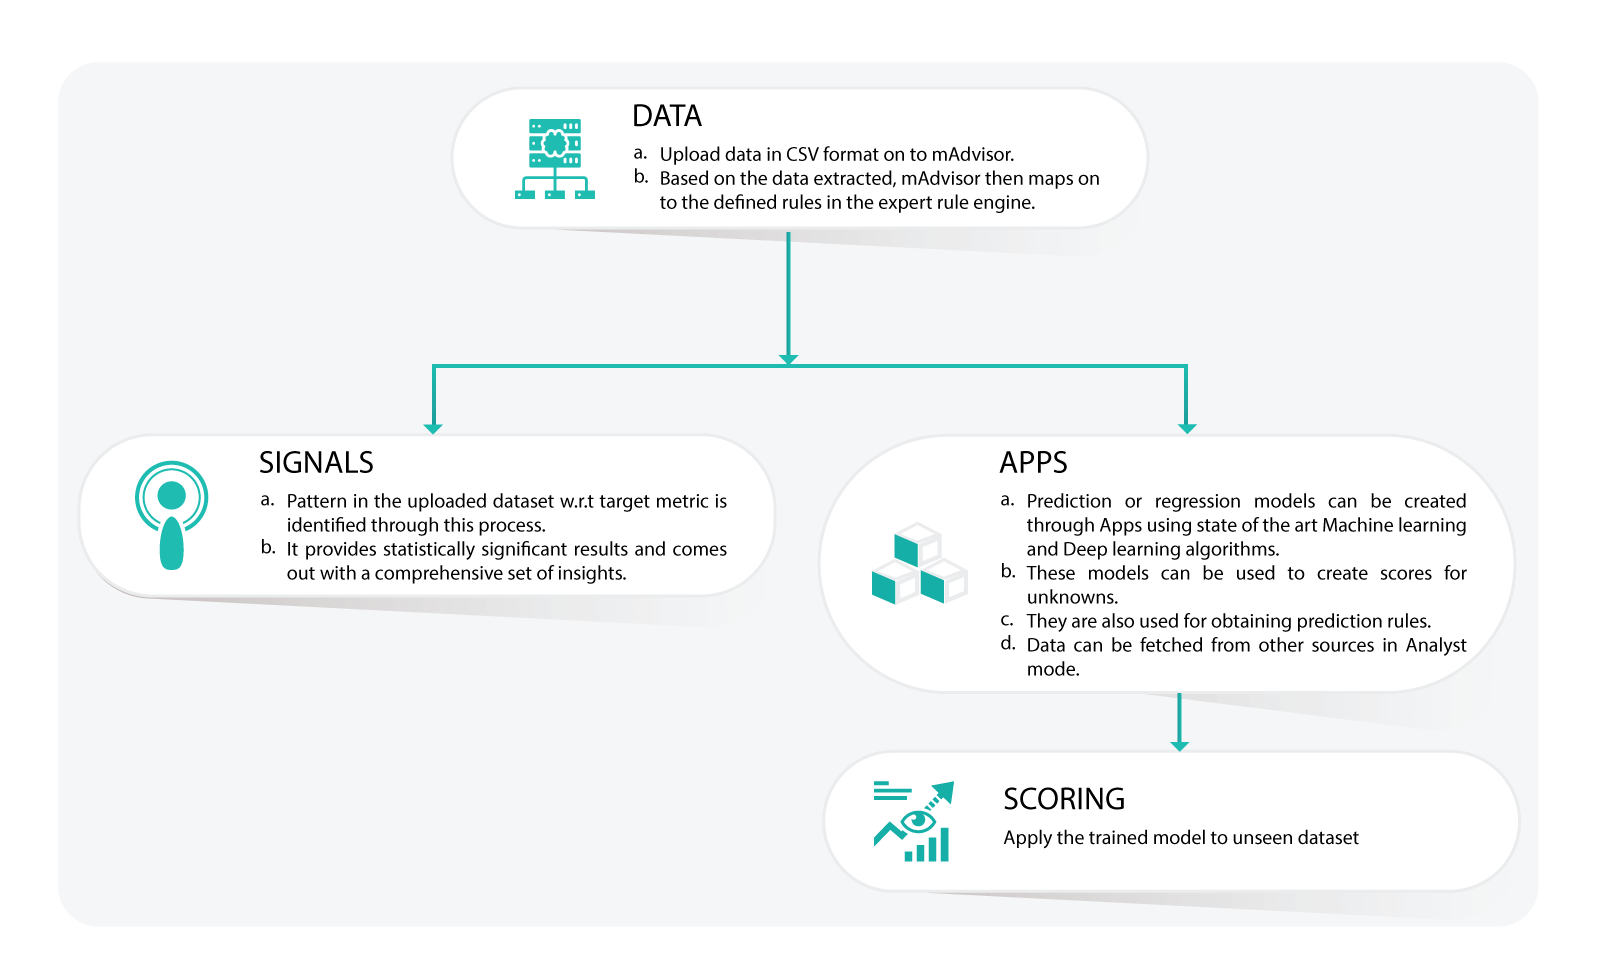 DATA
a. Upload data in CSV format on to mAdvisor.
b. Based on the data extracted, mAdvisor then maps on
to the defined rules in the expert rule engine.
SIGNALS
a. Pattern in the uploaded dataset w.r.t target metric is
identified through this process.
b. It provides statistically significant results and comes
out with a comprehensive set of insights.
APPS
a. Prediction or regression models can be created
through Apps using state of the art Machine learning
and Deep learning algorithms.
b. These models can be used to create scores for
unknowns.
c. They are also used for obtaining prediction rules.
d. Data can be fetched from other sources in Analyst
mode.
SCORING
Apply the trained model to unseen dataset